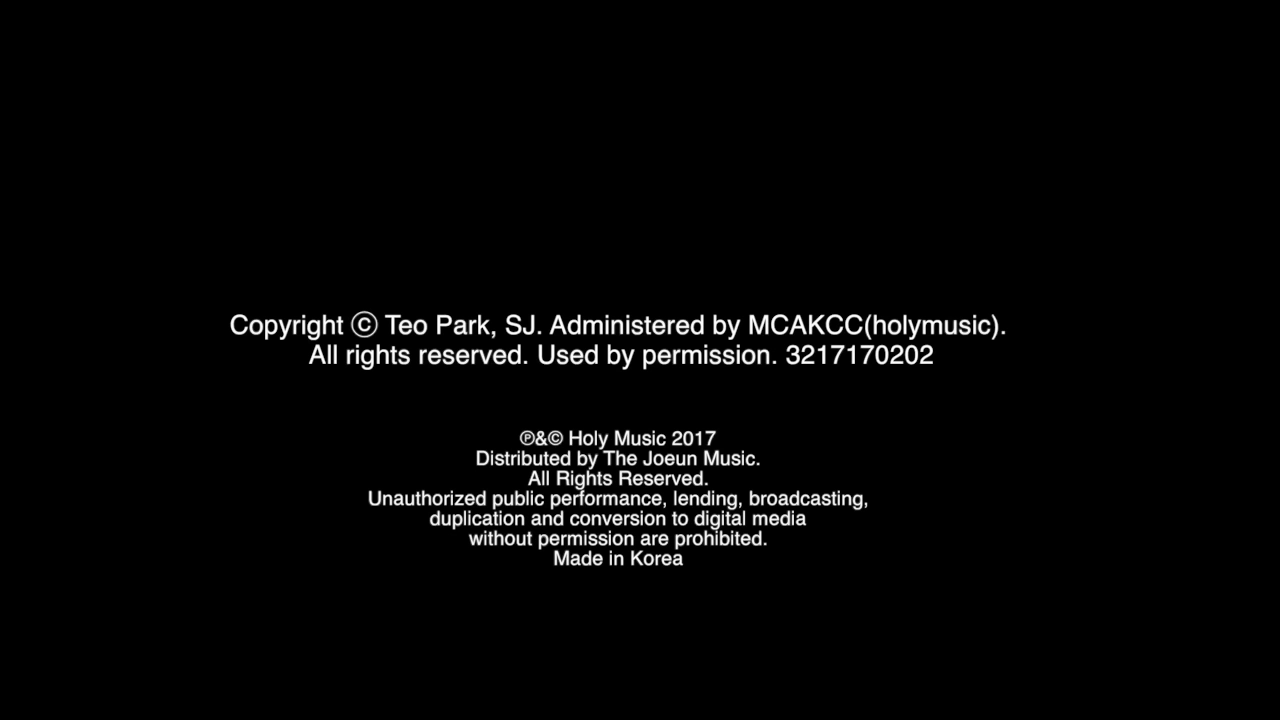 Copyright ⓒ Teo Park, SJ. Administered by MCAKCC(holymusic).
All rights reserved. Used by permission. 3217170202
℗&© Holy Music 2017
Distributed by The Joeun Music.
All Rights Reserved.
Unauthorized public performance, lending, broadcasting,
duplication and conversion to digital media
without permission are prohibited.
Made in Korea